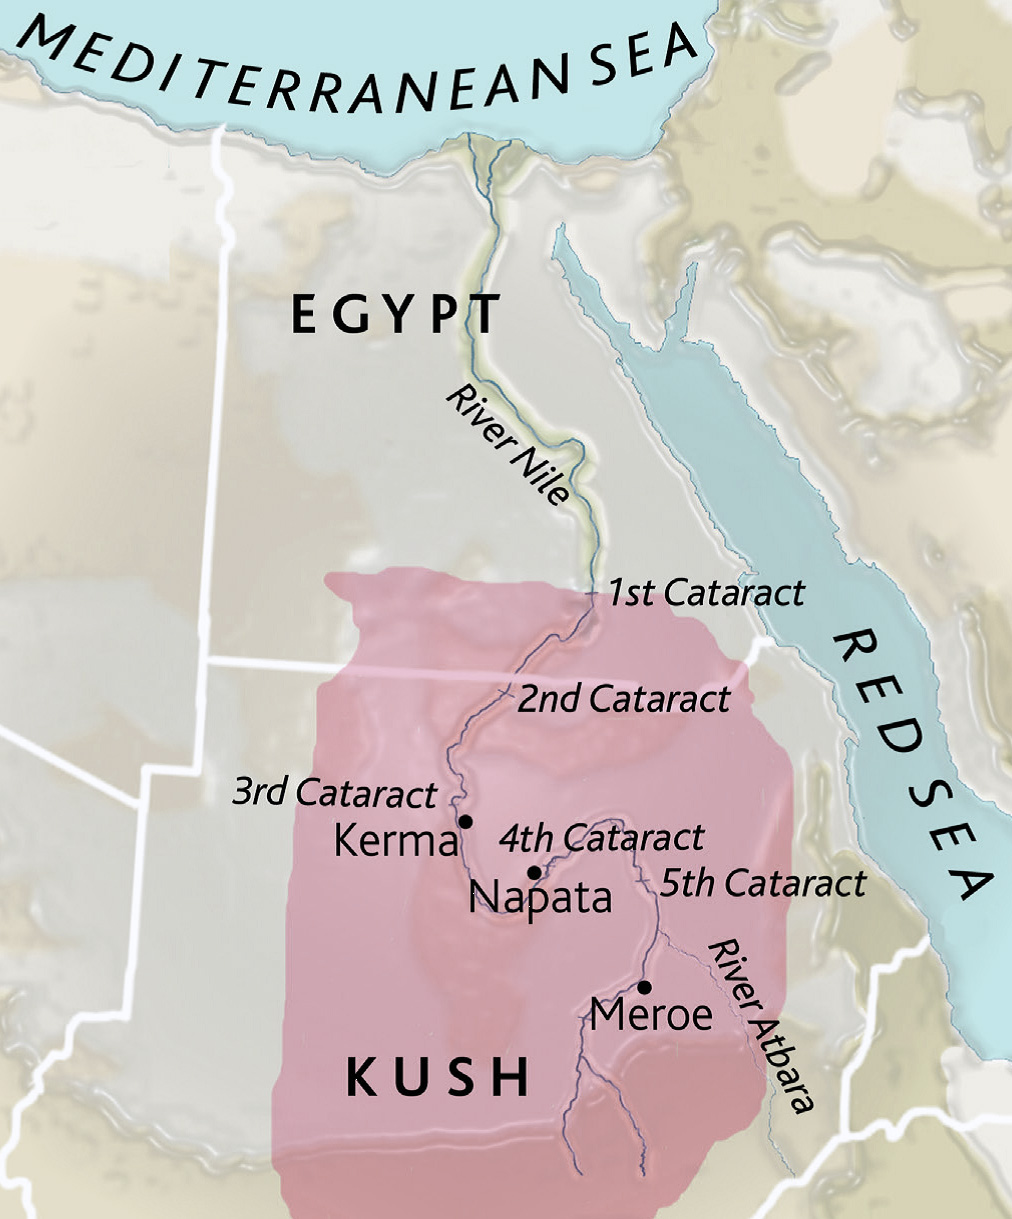 MEDITERRANEAN SEA
EGYPT
River Nile
1st Cataract
RED SEA
2nd Cataract
3rd Cataract
Kerma
4th Cataract
Napata
5th Cataract
River Atbara
Meroe
KUSH